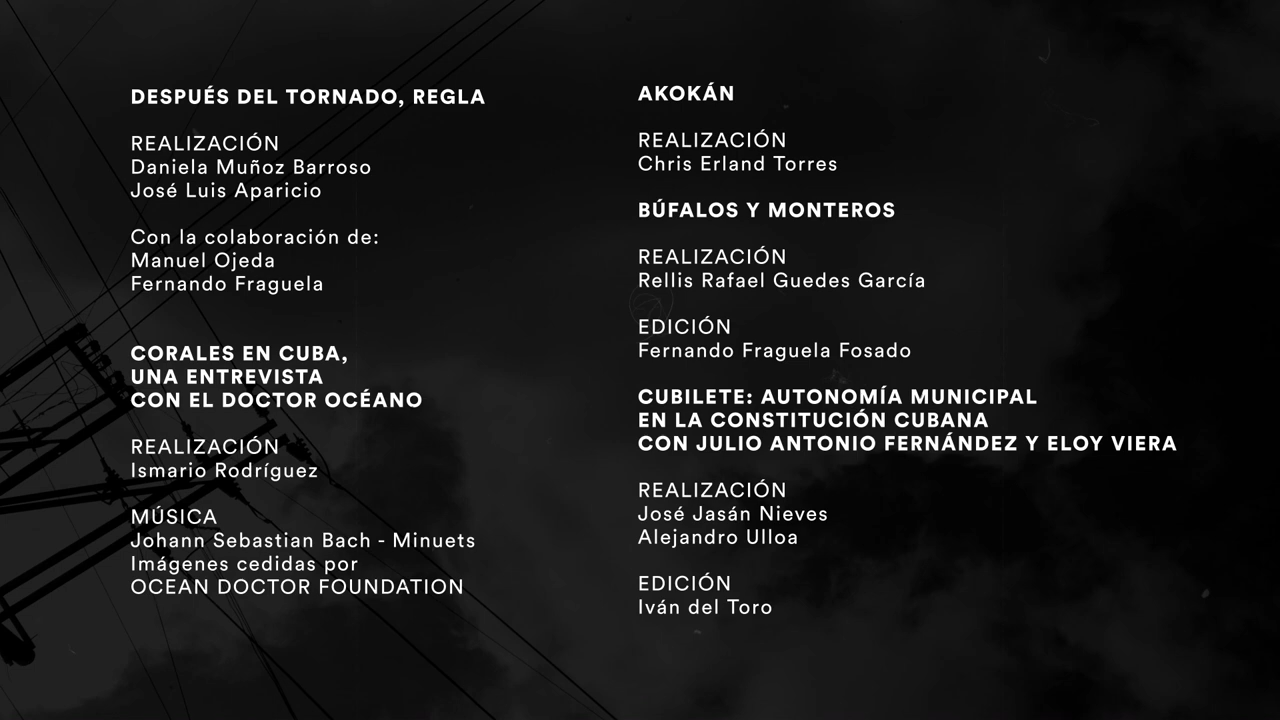 DESPUÉS DEL TORNADO, REGLA
REALIZACIÓN
Daniela Muñoz Barroso
José Luis Aparicio
Con la colaboración de:
Manuel Ojeda
Fernando Fraguela
CORALES EN CUBA,
UNA ENTREVISTA
CON EL DOCTOR OCÉANO
REALIZACIÓN
Ismario Rodríguez
MÚSICA
Johann Sebastian Bach - Minuets
Imágenes cedidas por
OCEAN DOCTOR FOUNDATION
AKOKÁN
REALIZACIÓN
Chris Erland Torres
BÚFALOS Y MONTEROS
REALIZACIÓN
Rellis Rafael Guedes García
EDICIÓN
Fernando Fraguela Fosado
CUBILETE: AUTONOMÍA MUNICIPAL
EN LA CONSTITUCIÓN CUBANA
CON JULIO ANTONIO FERNÁNDEZ Y ELOY VIERA
REALIZACIÓN
José Jasán Nieves
Alejandro Ulloa
EDICIÓN
Iván del Toro